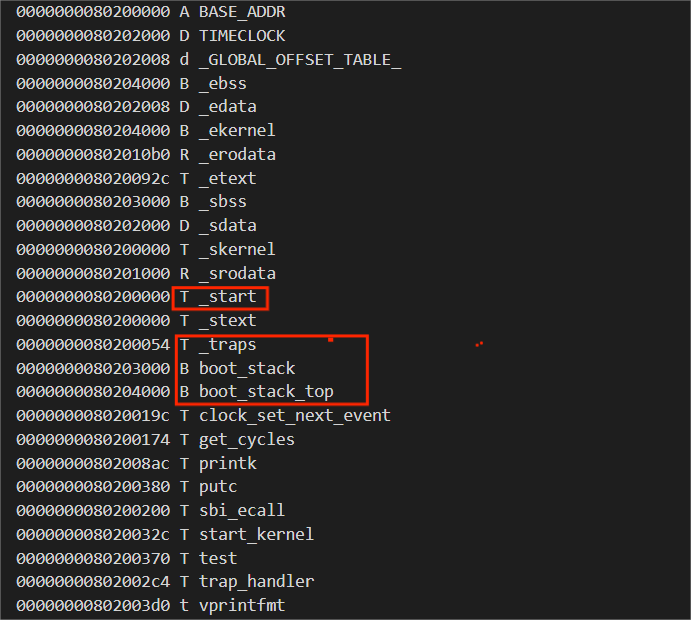 0000000080200000 A BASE_ADDR
0000000080202000 D TIMECLOCK
0000000080202008 d _GLOBAL_OFFSET_TABLE_
0000000080204000 B _ebss
0000000080202008 D _edata
0000000080204000 B _ekernel
00000000802010b0 R _erodata
000000008020092c T _etext
0000000080203000 B _sbss
0000000080202000 D _sdata
0000000080200000 T _skernel
0000000080201000 R _srodata
0000000080200000 T _start
0000000080200000 T _stext
0000000080200054 T _traps
0000000080203000 B boot_stack
0000000080204000 B boot_stack_top
000000008020019c T clock_set_next_event
0000000080200174 T get_cycles
00000000802008ac T printk
0000000080200380 T putc
0000000080200200 T sbi_ecall
000000008020032c T start_kernel
0000000080200370 T test
00000000802002c4 T trap_handler
00000000802003d0 t vprintfmt